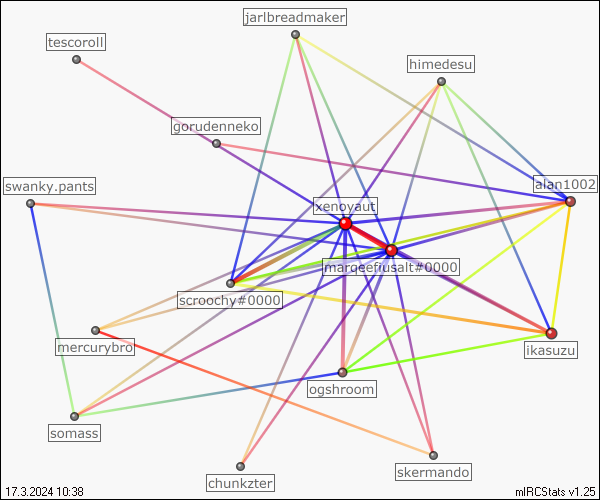 jarlbreadmaker
tescoroll
himedesu
gorudenneko
swanky.pants
alan1002
xenoyaut
marqeefrusalt#0000
scroochy#0000
mercurybro
ikasuzu
ogshroom
somass
skermando
chunkzter
17.3.2024 10:38
mIRCStats v1.25